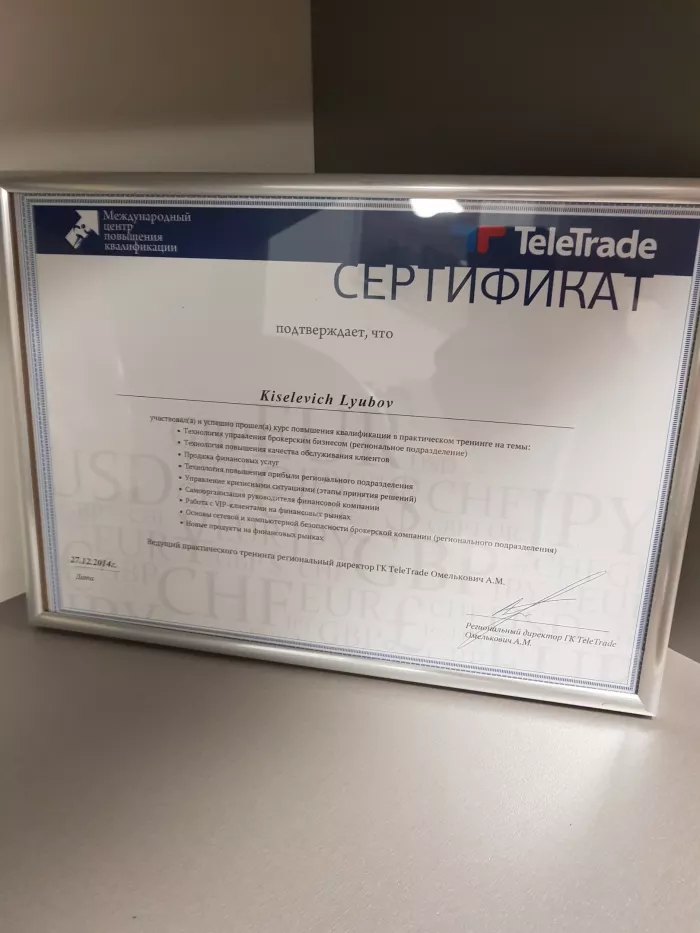 Международный
центр
повышения
квалификации
TeleTrade
СЕРТИФИКАТ
подтверждает, что
Kiselevich Lyubov
участвовал(а) и успешно прошел(а) курс повышения квалификации в практическом тренинге на темы:
• Технология управления брокерским бизнесом (региональное подразделение)
• Технология повышения качества обслуживания клиентов
• Продажа финансовых услуг
• Технология повышения прибыли регионального подразделения
• Управление кризисными ситуациями (этапы принятия решений)
• Самоорганизация руководителя финансовой компании
• Работа с VIP-клиентами на финансовых рынках
• Основы сетевой и компьютерной безопасности брокерской компании (регионального подразделения)
• Новые продукты на финансовых рынках
Ведущий практического тренинга региональный директор ГК TeleTrade Омелькович А.М.
27.12.2014г.
Дата
Региональный директор ГК TeleTrade
Омелькович А.М.